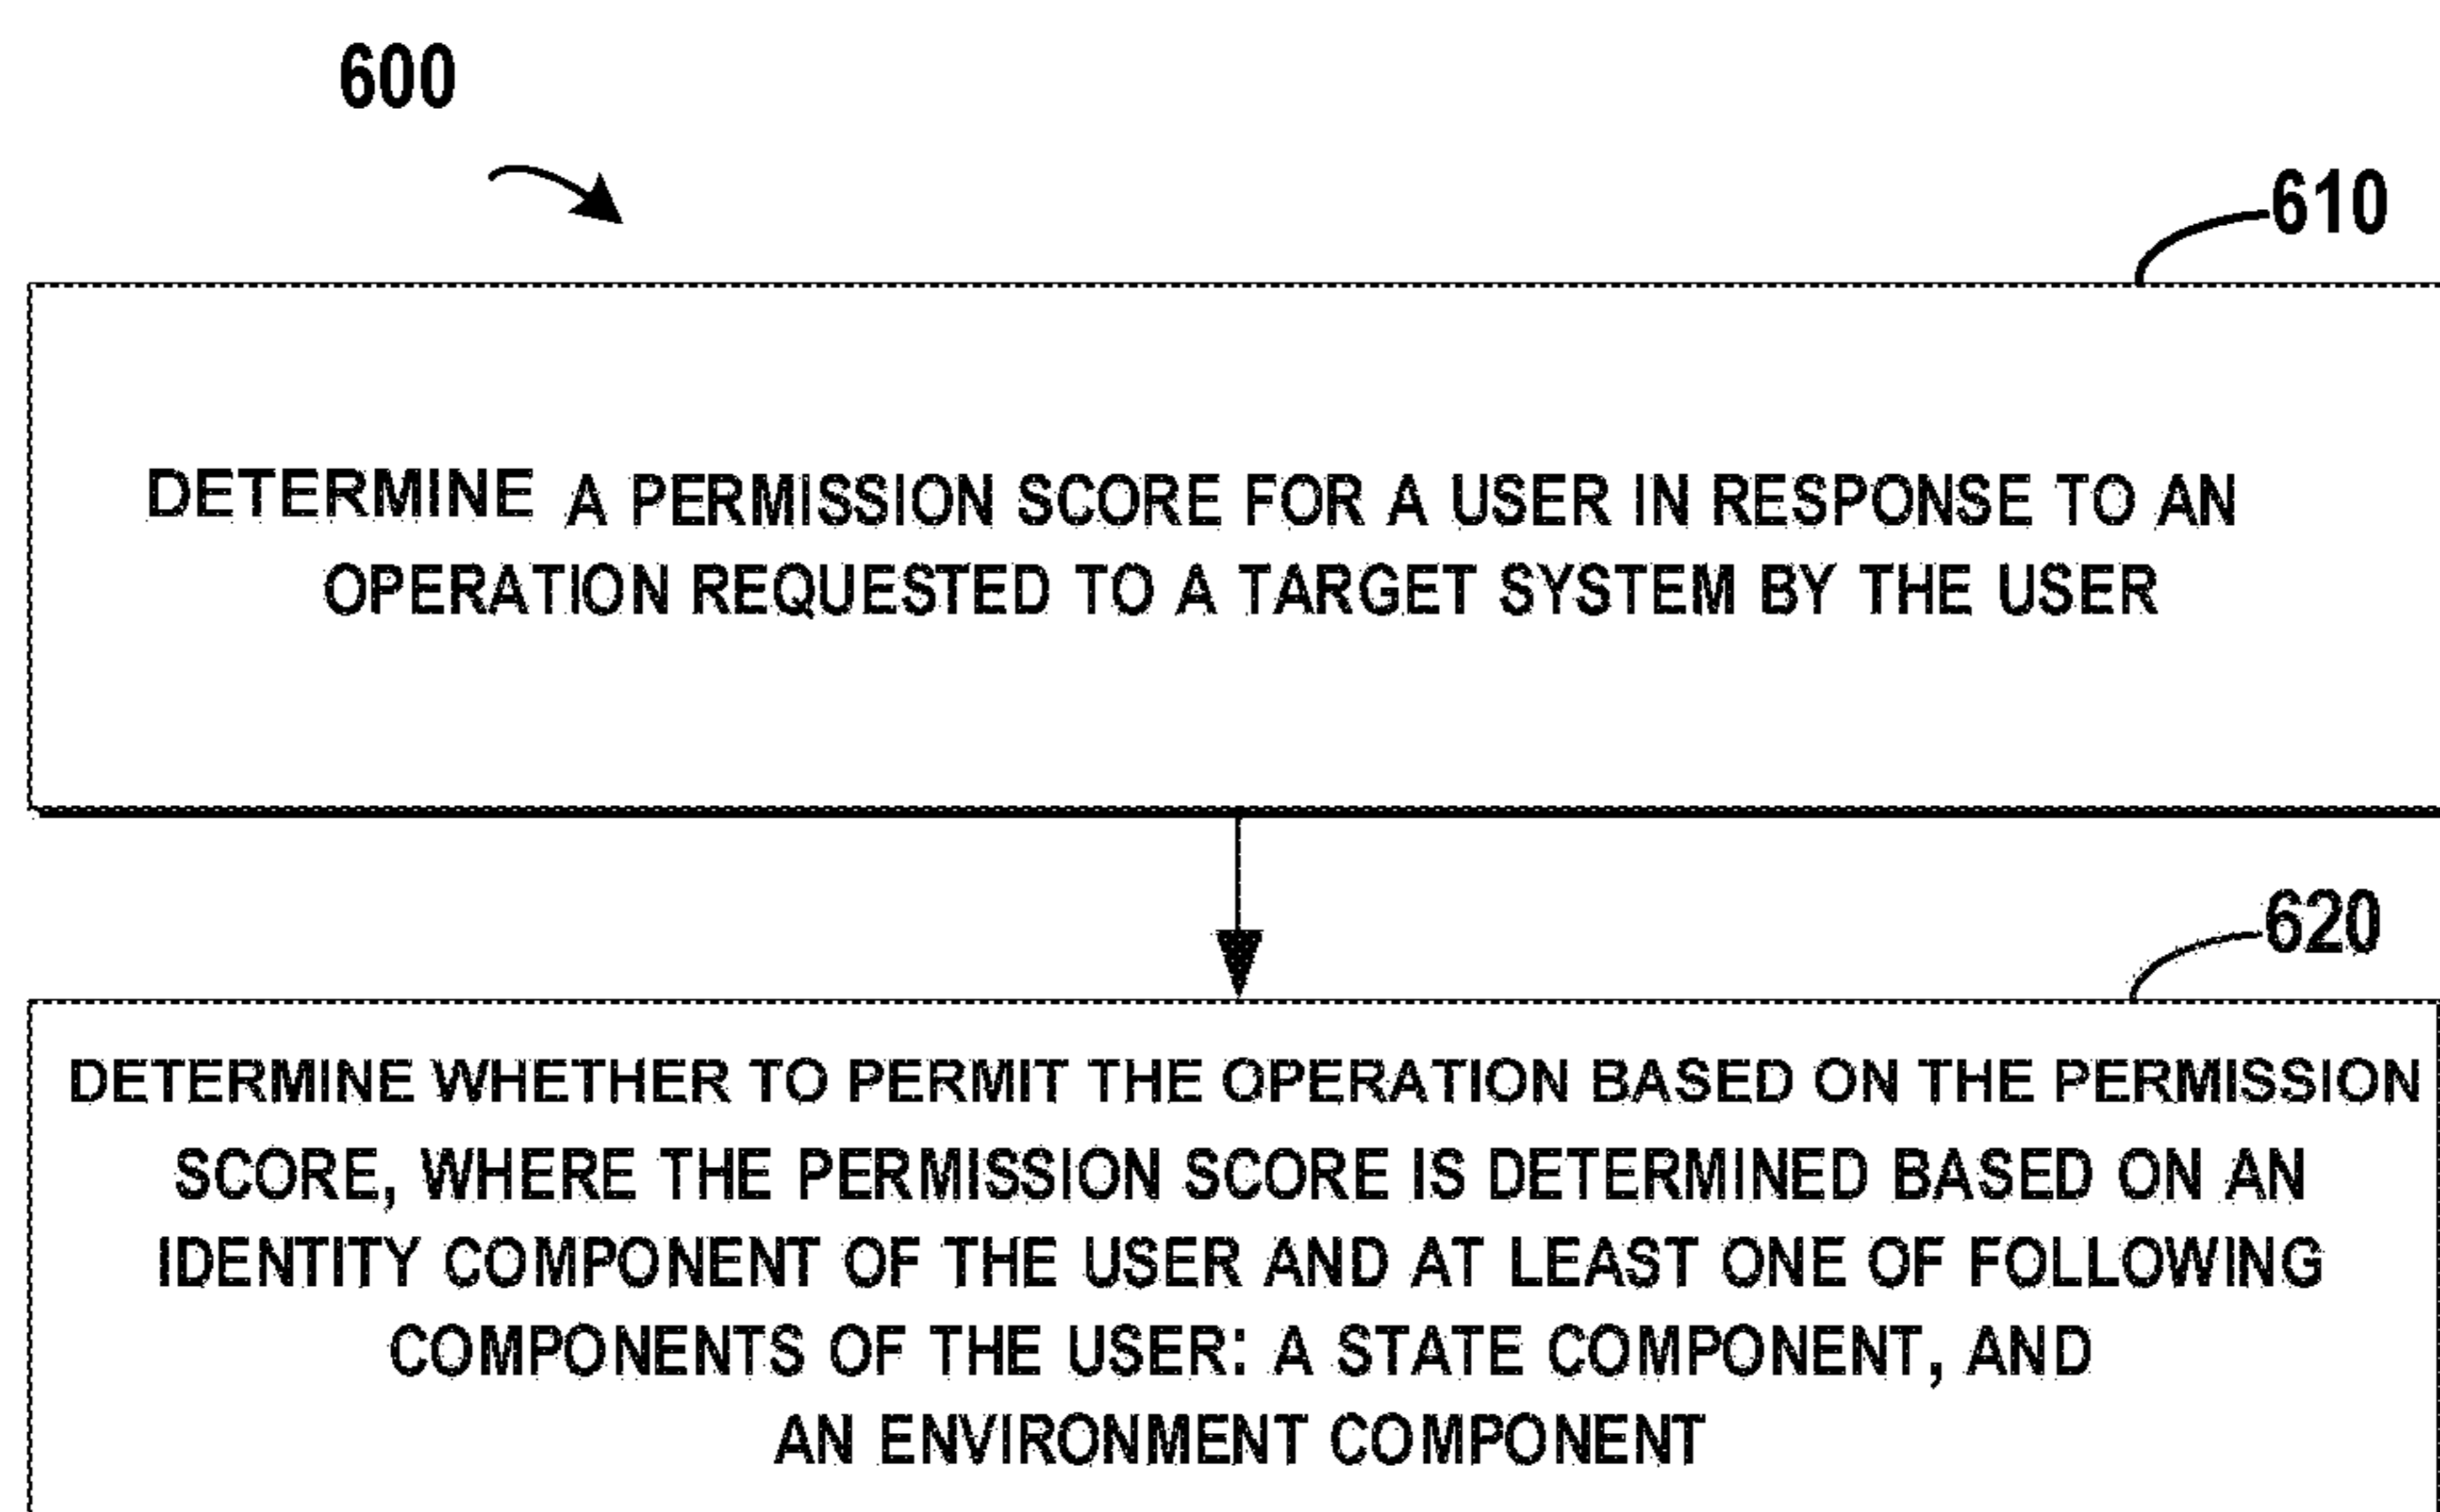 600
610
DETERMINE A PERMISSION SCORE FOR A USER IN RESPONSE TO AN
OPERATION REQUESTED TO A TARGET SYSTEM BY THE USER
620
DETERMINE WHETHER TO PERMIT THE OPERATION BASED ON THE PERMISSION
SCORE, WHERE THE PERMISSION SCORE IS DETERMINED BASED ON AN
IDENTITY COMPONENT OF THE USER AND AT LEAST ONE OF FOLLOWING
COMPONENTS OF THE USER: A STATE COMPONENT, AND
AN ENVIRONMENT COMPONENT